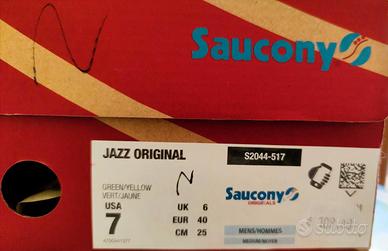 Saucony
JAZZ ORIGINAL
S2044-517
GREEN/YELLOW
VERT/JAUNE
USA
7
UK 6
EUR 40
CM 25
Saucony
ORIGINALS
MENS/HOMMES
MEDIUM/MOYEN
subito